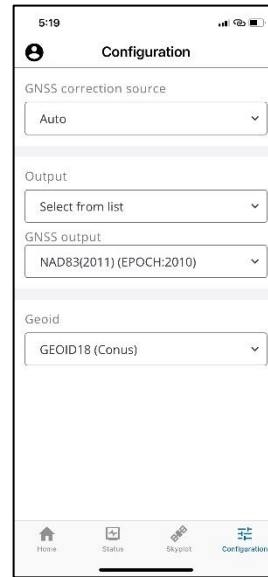 5:19
Configuration
GNSS correction source
Auto
Output
Select from list
GNSS output
NAD83(2011) (EPOCH:2010)
Geoid
GEOID18 (Conus)
Home Status Skyplot Configuration